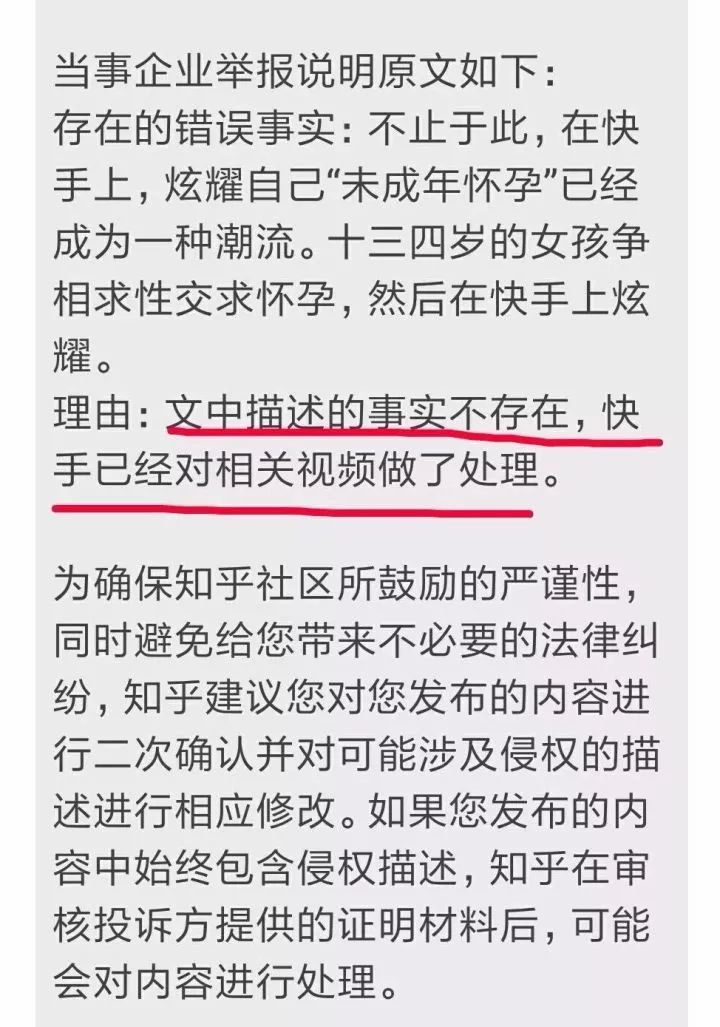 当事企业举报说明原文如下：
存在的错误事实：不止于此，在快
手上，炫耀自己“未成年怀孕”已经
成为一种潮流。十三四岁的女孩争
相求性交求怀孕，然后在快手上炫
耀。
理由：文中描述的事实不存在，快
手已经对相关视频做了处理。
为确保知乎社区所鼓励的严谨性，
同时避免给您带来不必要的法律纠
纷，知乎建议您对您发布的内容进
行二次确认并对可能涉及侵权的描
述进行相应修改。如果您发布的内
容中始终包含侵权描述，知乎在审
核投诉方提供的证明材料后，可能
会对内容进行处理。